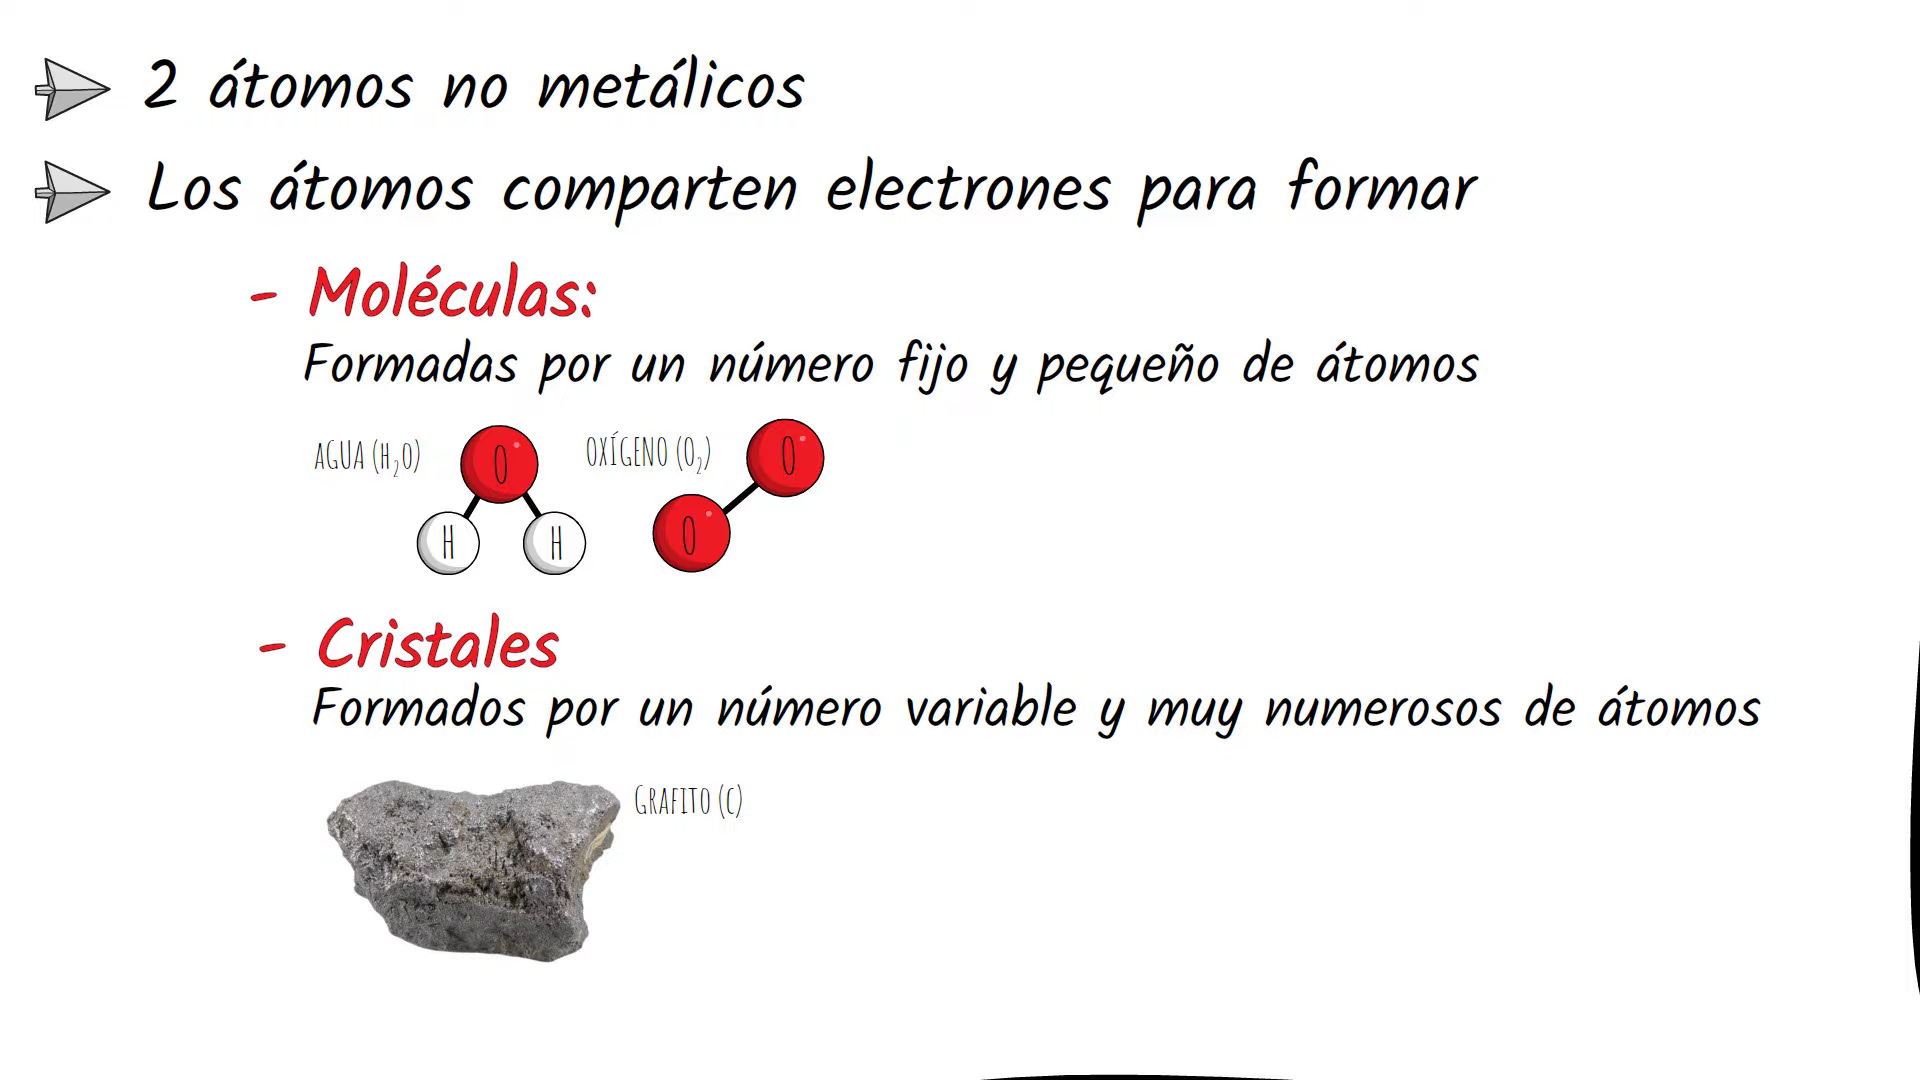 2 átomos no metálicos
Los átomos comparten electrones para formar
- Moléculas:
Formadas por un número fijo y pequeño de átomos
AGUA (H₂O)
OXÍGENO (O₂)
O
O
O
H
H
- Cristales
Formados por un número variable y muy numerosos de átomos
GRAFITO (C)